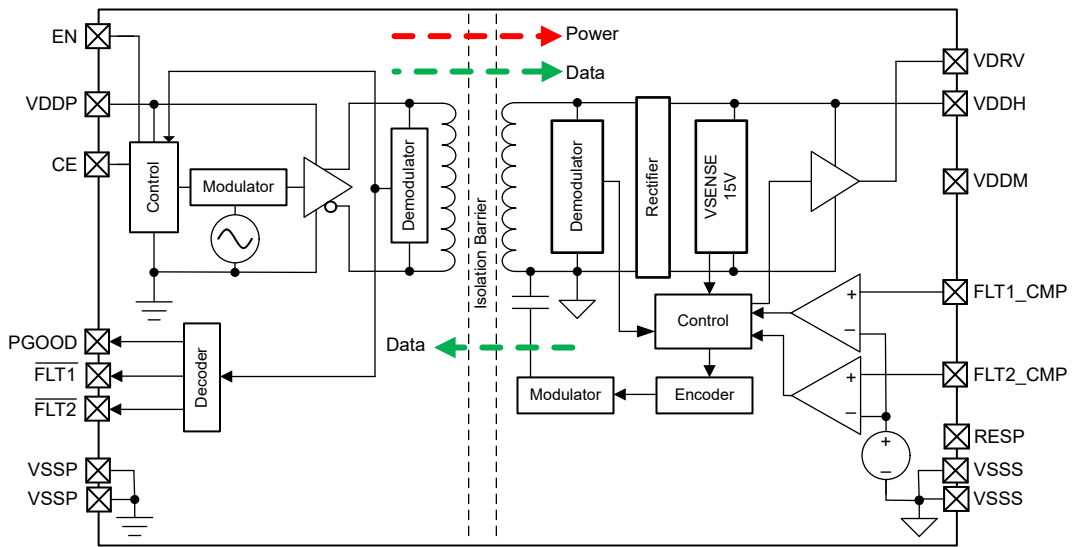 EN
VDDP
CE
PGOOD
FLT1
FLT2
VSSP
VSSP
Control
Modulator
Demodulator
Decoder
Power
Data
Isolation Barrier
Data
Demodulator
Rectifier
VSENSE
15V
Control
Modulator
Encoder
+
−
+
−
+
−
VDRV
VDDH
VDDM
FLT1_CMP
FLT2_CMP
RESP
VSSS
VSSS